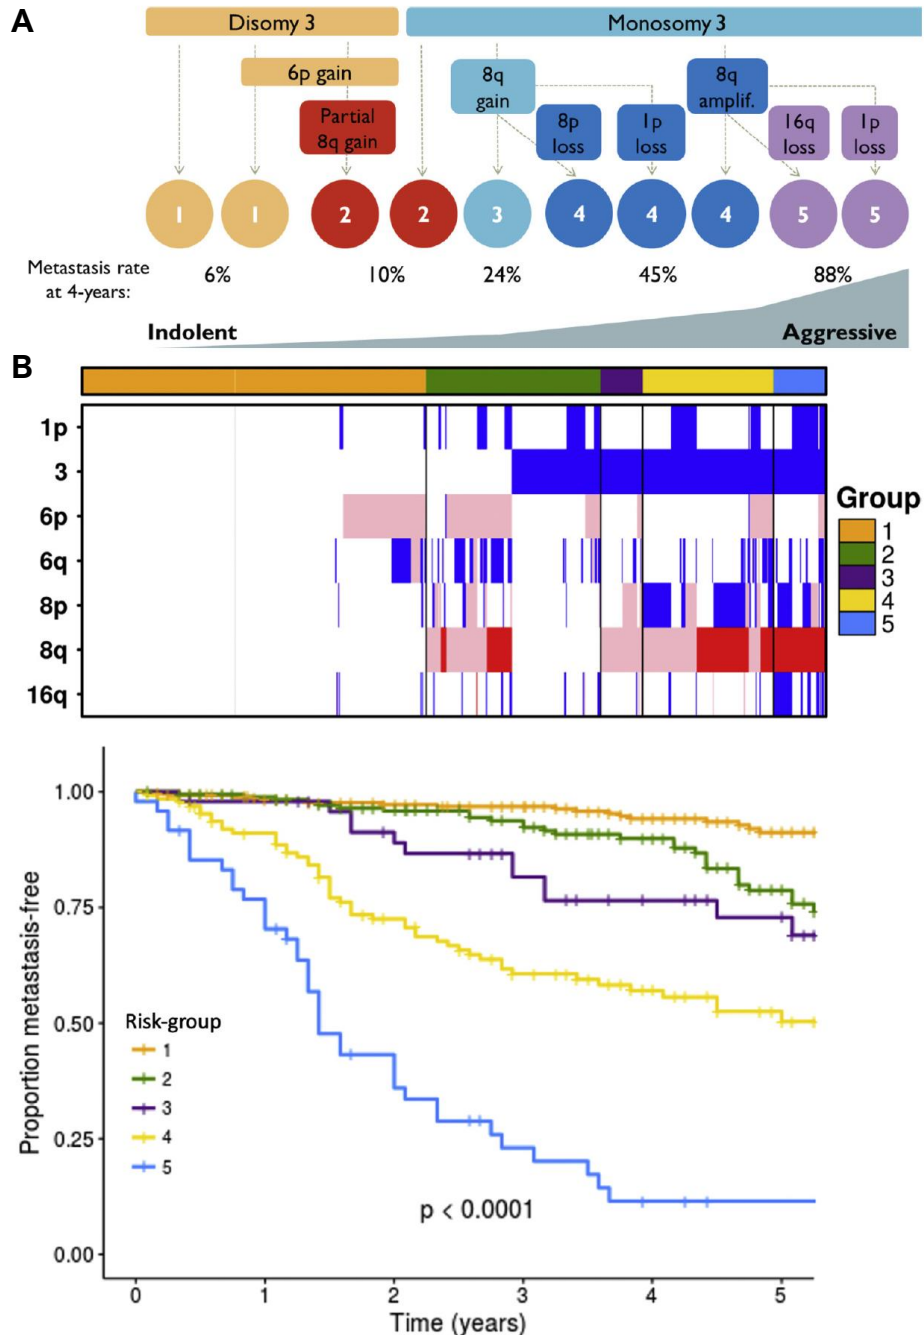 A
Disomy 3
Monosomy 3
6p gain
8q
gain
8q
amplif.
Partial
8q gain
8p
loss
1p
loss
16q
loss
1p
loss
1 1 2 2 3 4 4 4 5 5
Metastasis rate
at 4-years:
6% 10% 24% 45% 88%
Indolent
Aggressive
B
1p
3
6p
6q
8p
8q
16q
Group
1
2
3
4
5
Proportion metastasis-free
1.00
0.75
0.50
0.25
0.00
Risk-group
1
2
3
4
5
p < 0.0001
0 1 2 3 4 5
Time (years)